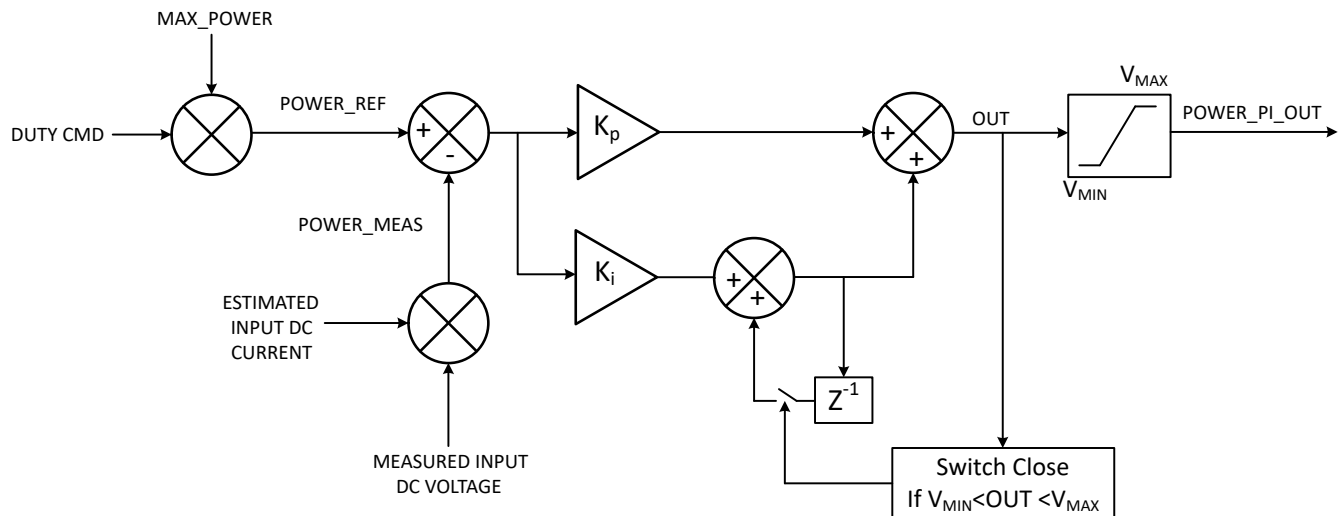 MAX_POWER
DUTY CMD
POWER_REF
+
-
K_p
+
+
OUT
V_MAX
V_MIN
POWER_PI_OUT
POWER_MEAS
K_i
+
+
ESTIMATED
INPUT DC
CURRENT
Z^-1
MEASURED INPUT
DC VOLTAGE
Switch Close
If V_MIN<OUT <V_MAX